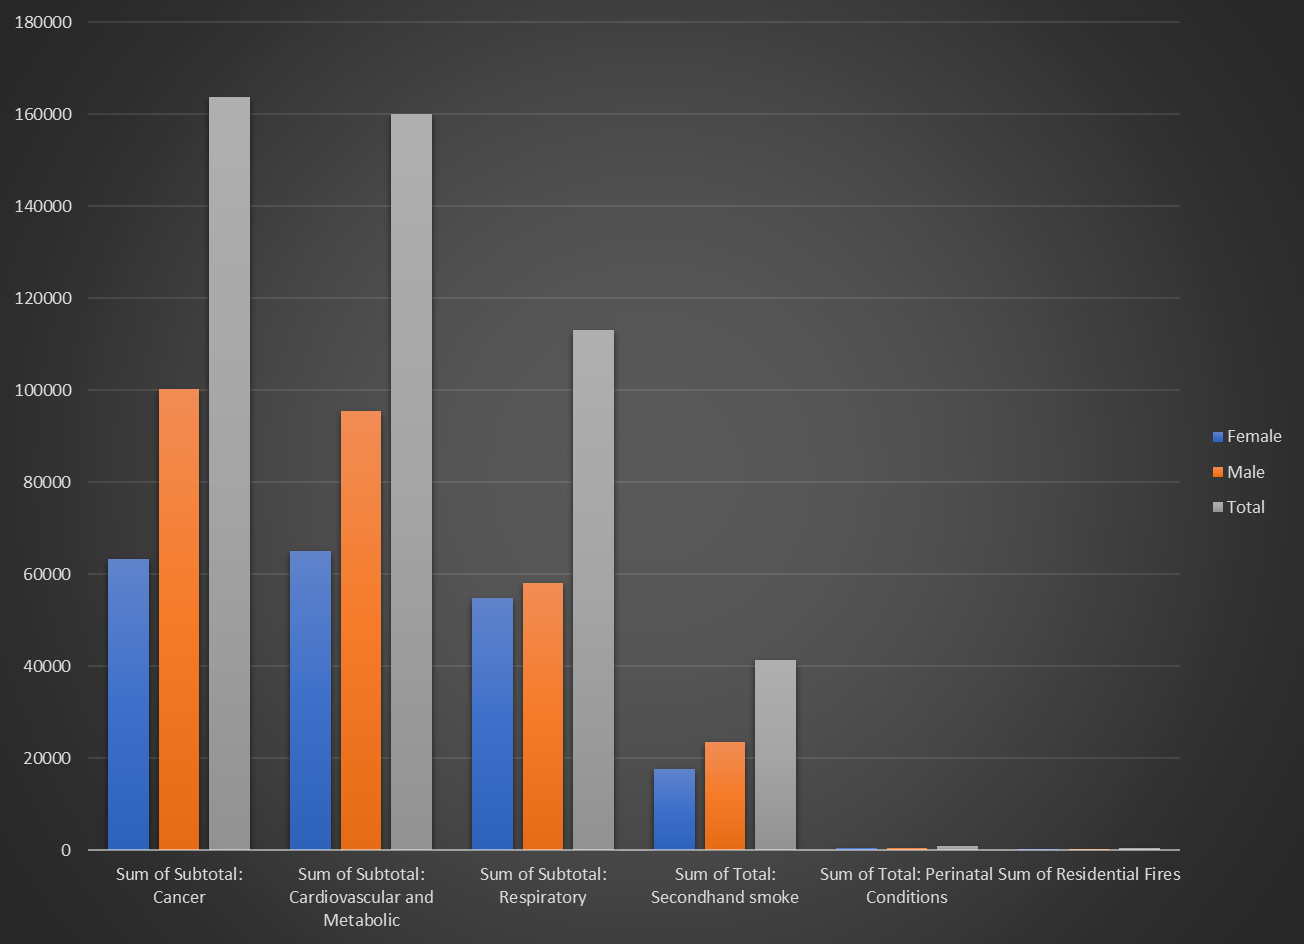 180000
160000
140000
120000
100000
80000
60000
40000
20000
0
Sum of Subtotal:
Cancer
Sum of Subtotal:
Cardiovascular and
Metabolic
Sum of Subtotal:
Respiratory
Sum of Total:
Secondhand smoke
Sum of Total: Perinatal
Conditions
Sum of Residential Fires
Female
Male
Total